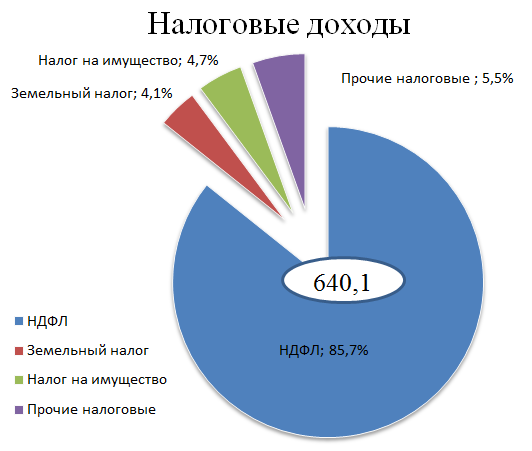 Налоговые доходы
Налог на имущество; 4,7%
Прочие налоговые ; 5,5%
Земельный налог; 4,1%
640,1
НДФЛ; 85,7%
НДФЛ
Земельный налог
Налог на имущество
Прочие налоговые